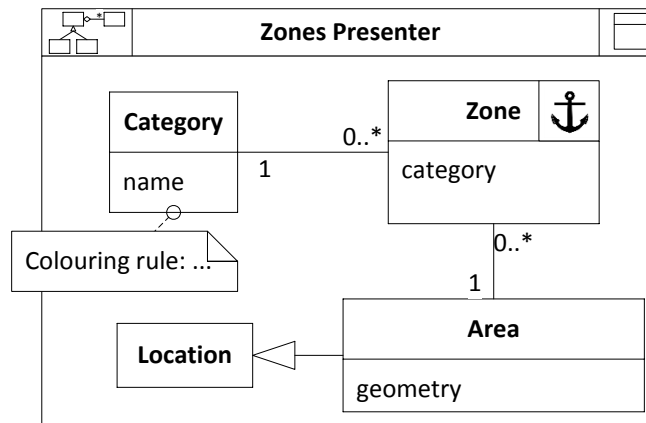 *
Zones Presenter
Category
name
1
0..*
Zone
category
Colouring rule: ...
0..*
1
Location
Area
geometry